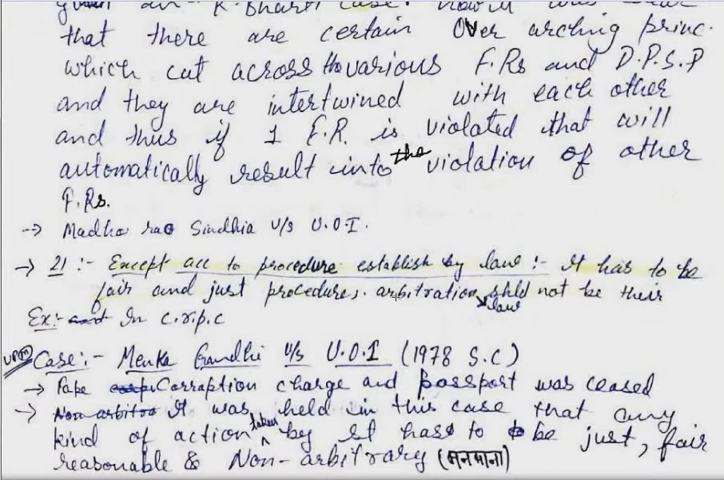 that there are certain Over arching princ.
which cut across the various F.Rs and D.P.S.P
and they are intertwined with each other
and thus if 1 F.R. is violated that will
automatically result into the violation of other
F.Rs.
-> Madho rao Sindhia v/s U.O.I.
-> 21 :- Except acc to procedure establish by law :- It has to be
fair and just procedures. arbitration shld not be their
law
Ex:- In C.r.p.c
Case:- Menka Gandhi v/s U.O.I (1978 S.C)
-> Corraption charge and passport was ceased
-> It was held in this case that any
kind of action taken by st has to be just, fair
reasonable & Non-arbitrary (मनमाना)